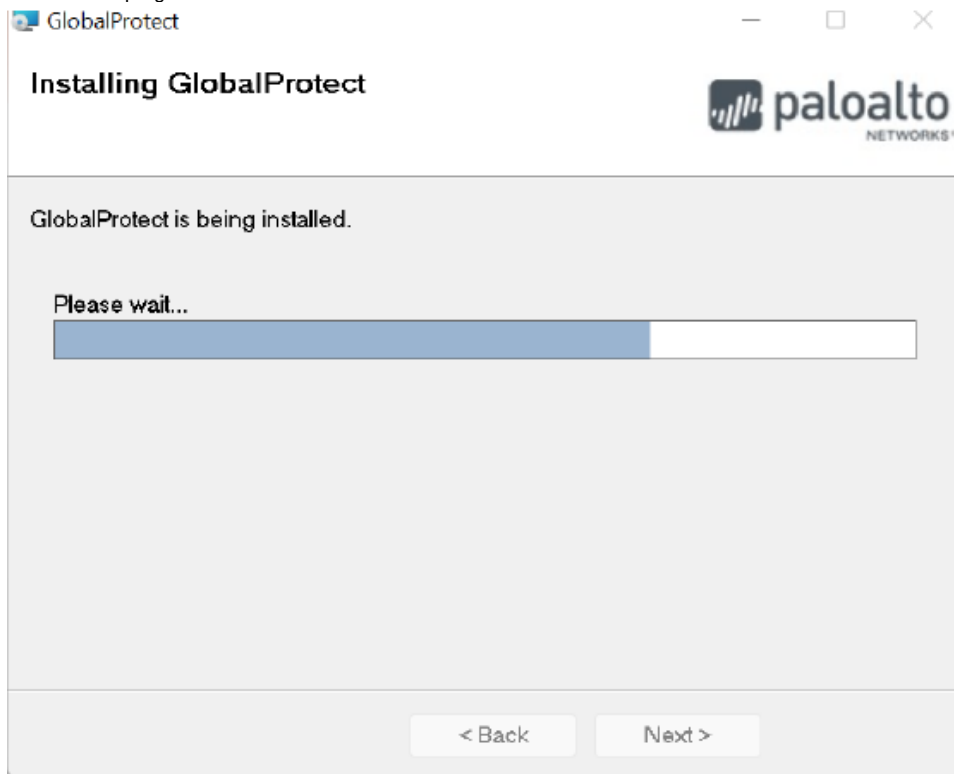 GlobalProtect
Installing GlobalProtect
paloalto
NETWORKS
GlobalProtect is being installed.
Please wait...
< Back
Next >